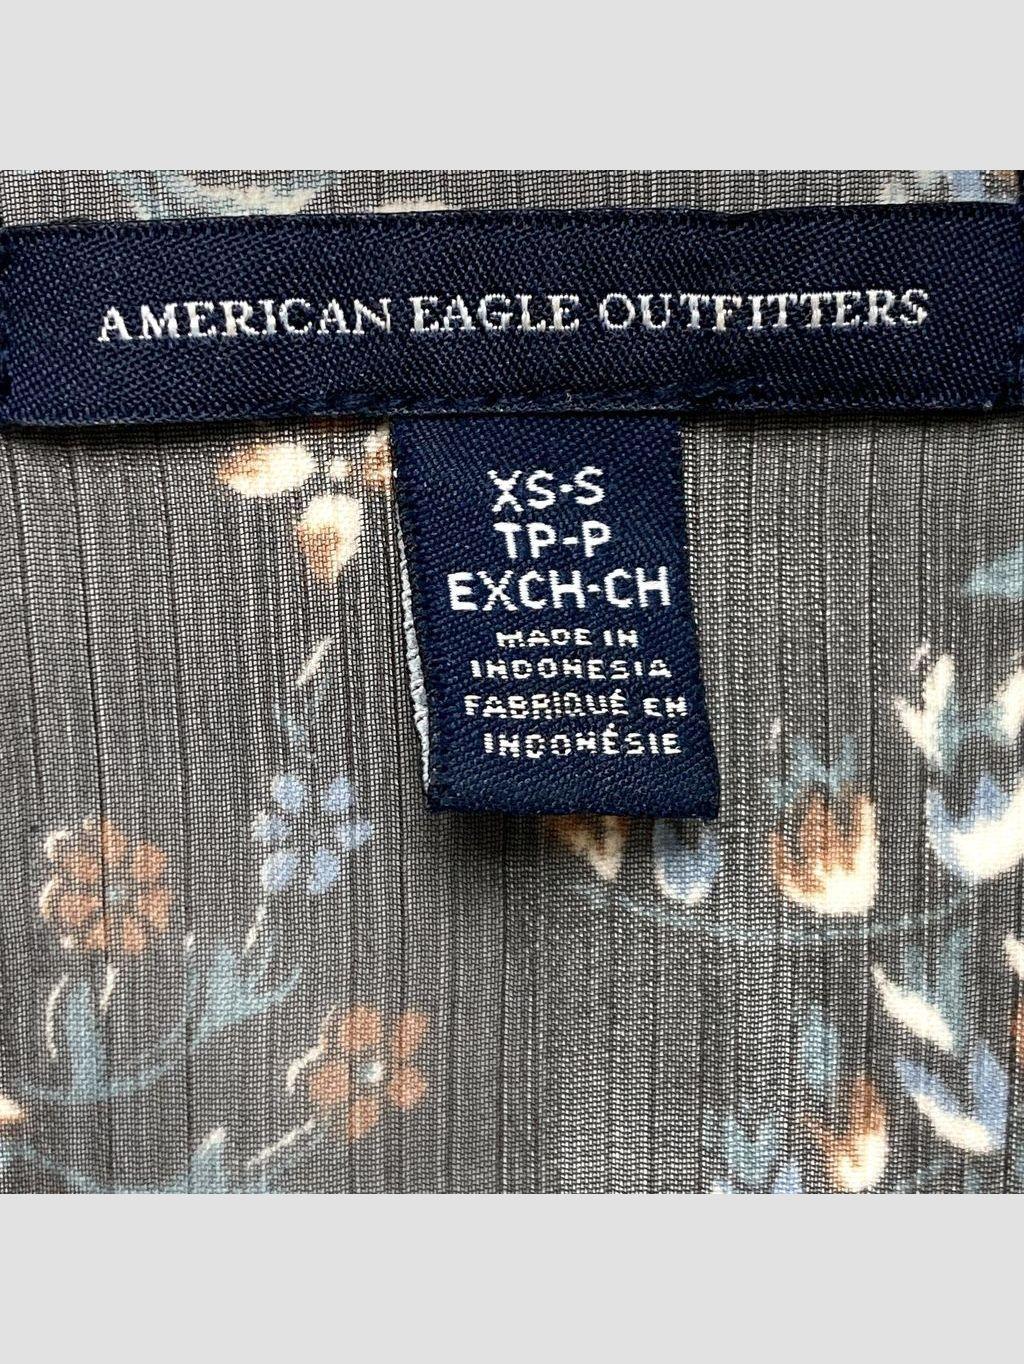 AMERICAN EAGLE OUTFITTERS
XS-S
TP-P
EXCH-CH
MADE IN
INDONESIA
FABRIQUÉ EN
INDONÉSIE